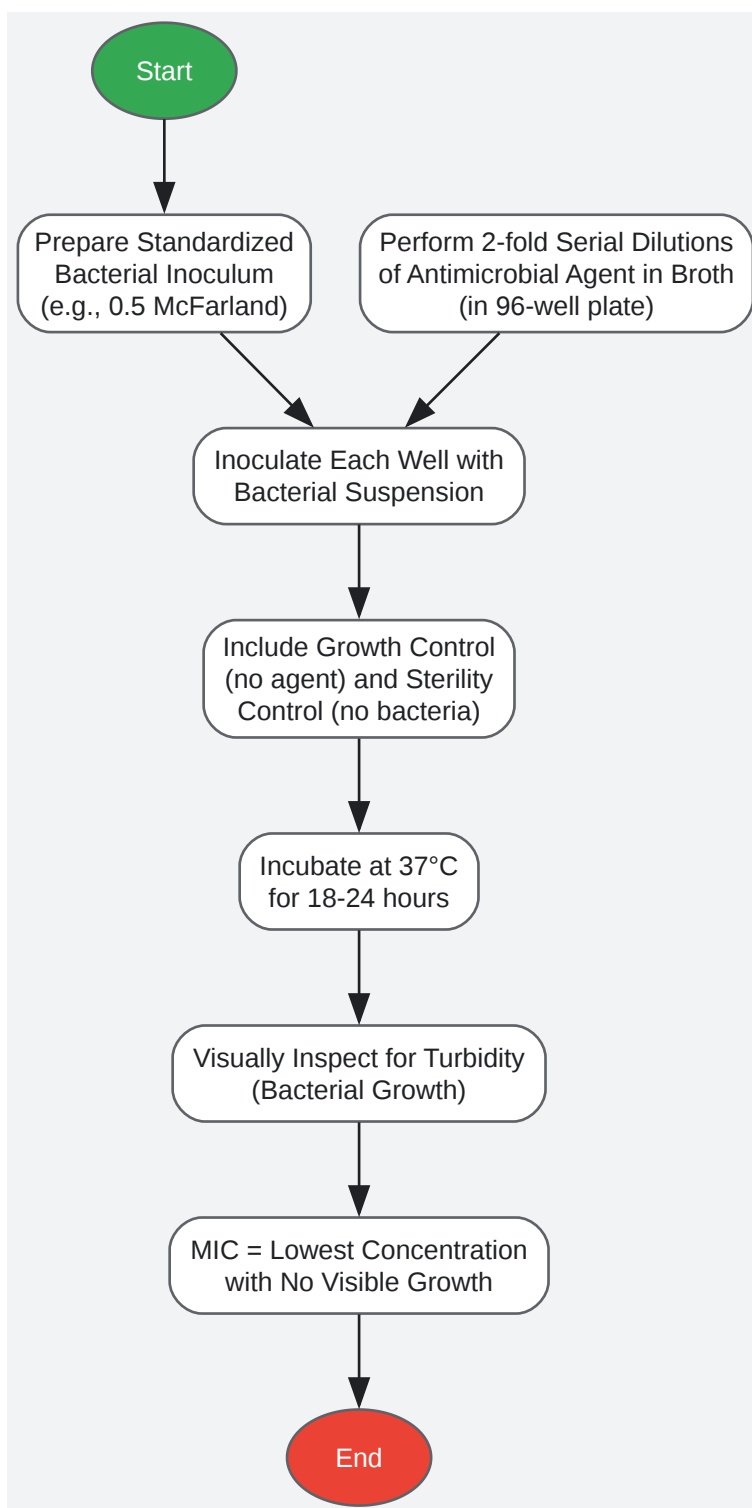 Start
Prepare Standardized
Bacterial Inoculum
(e.g., 0.5 McFarland)
Perform 2-fold Serial Dilutions
of Antimicrobial Agent in Broth
(in 96-well plate)
Inoculate Each Well with
Bacterial Suspension
Include Growth Control
(no agent) and Sterility
Control (no bacteria)
Incubate at 37°C
for 18-24 hours
Visually Inspect for Turbidity
(Bacterial Growth)
MIC = Lowest Concentration
with No Visible Growth
End